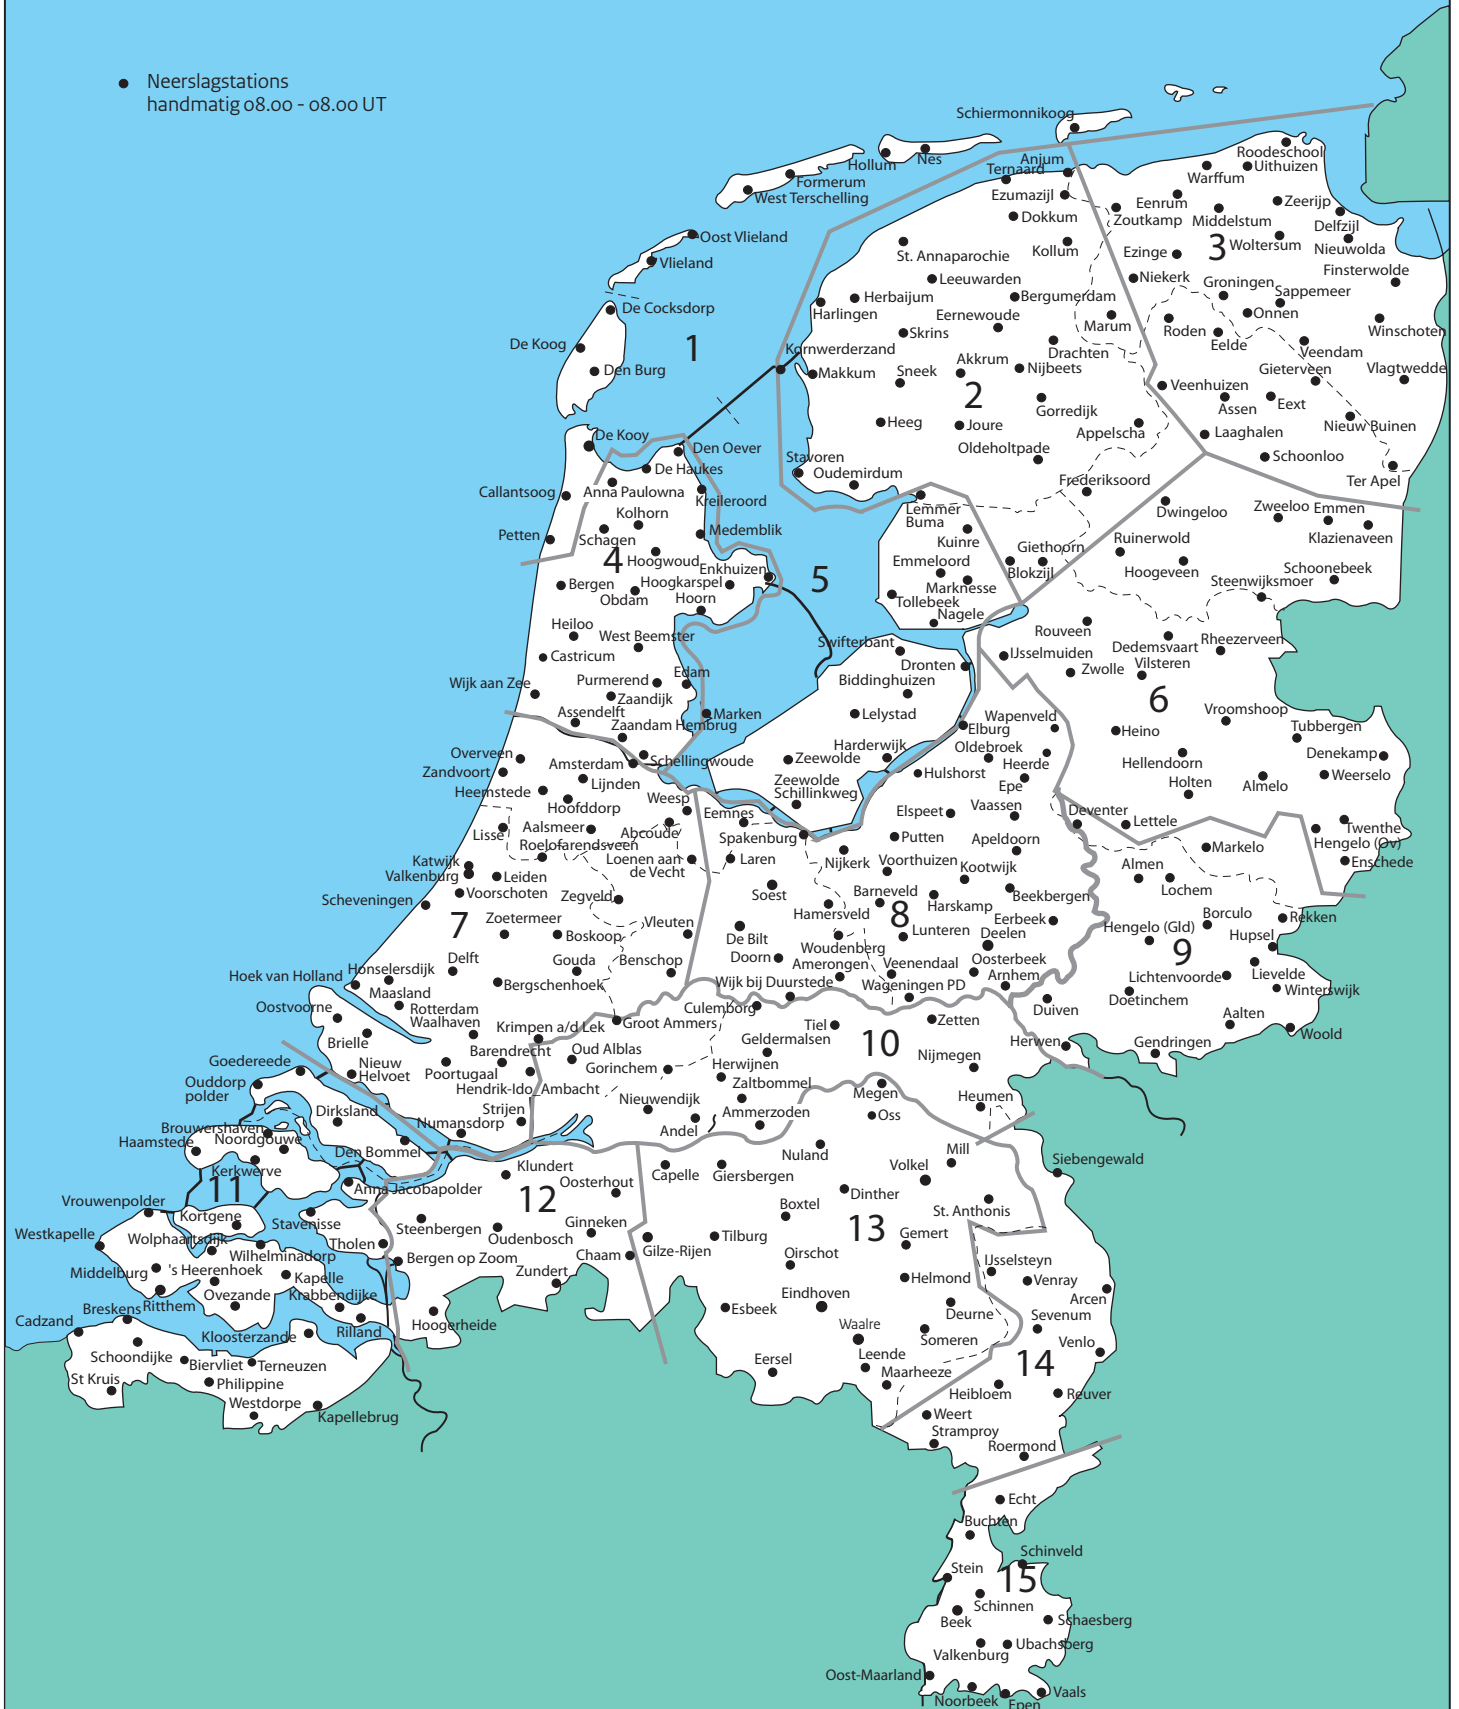 Neerslagstations
handmatig 08.00 - 08.00 UT
Schiermonnikoog
Hollum
Nes
Formerum
West Terschelling
Oost Vlieland
Vlieland
De Cocksdorp
De Koog
Den Burg
1
De Kooy
Den Oever
Callantsoog
Petten
Anjum
Ternaard
Ezumazijl
Dokkum
Kollum
St. Annaparochie
Leeuwarden
Herbaijum
Harlingen
Bergumerdam
Eernewoude
Skrins
Marum
Drachten
Kornwerderzand
Makkum
Sneek
Akkrum
Nijbeets
2
Gorredijk
Heeg
Joure
Appelscha
Oldeholtpade
Stavoren
Oudemirdum
Frederiksoord
Roodeschool
Uithuizen
Warffum
Eenrum
Zoutkamp
Middelstum
Zeerijp
Delfzijl
3
Woltersum
Nieuwolda
Ezinge
Finsterwolde
Niekerk
Groningen
Sappemeer
Onnen
Winschoten
Roden
Eelde
Veendam
Gieterveen
Vlagtwedde
Veenhuizen
Assen
Eext
Nieuw Buinen
Laaghalen
Schoonloo
Ter Apel
De Haukes
Anna Paulowna
Kreileroord
Kolhorn
Schagen
Medemblik
4
Hoogwoud
Enkhuizen
Bergen
Hoogkarspel
Obdam
Hoorn
Heiloo
West Beemster
Castricum
Purmerend
Edam
Wijk aan Zee
Zaandijk
Assendelft
Marken
Zaandam Hembrug
5
Lemmer
Buma
Kuinre
Giethoorn
Blokzijl
Emmeloord
Marknesse
Tollebeek
Nagele
Swifterbant
Dronten
Biddinghuizen
Lelystad
Harderwijk
Zeewolde
Zeewolde
Schillinkweg
Elburg
Dwingeloo
Zweeloo
Emmen
Klazienaveen
Ruinerwold
Hoogeveen
Schoonebeek
Steenwijksmoer
Rouveen
Dedemsvaart
Rheezerveen
IJsselmuiden
Zwolle
Vilsteren
6
Vroomshoop
Tubbergen
Heino
Denekamp
Hellendoorn
Weerselo
Holten
Almelo
Deventer
Lettele
Twenthe
Hengelo (Ov)
Enschede
Overveen
Zandvoort
Heemstede
Amsterdam
Schellingwoude
Lijnden
Hoofddorp
Weesp
Lisse
Aalsmeer
Abcoude
Roelofarendsveen
Loenen aan
de Vecht
Katwijk
Valkenburg
Leiden
Voorschoten
Scheveningen
Zegveld
7
Zoetermeer
Boskoop
Vleuten
Delft
Gouda
Benschop
Hoek van Holland
Honselersdijk
Bergschenhoek
Maasland
Oostvoorne
Rotterdam
Waalhaven
Krimpen a/d Lek
Brielle
Barendrecht
Nieuw
Helvoet
Poortugaal
Hendrik-Ido_Ambacht
Strijen
Numansdorp
Wapenveld
Oldebroek
Heerde
Hulshorst
Epe
Eemnes
Spakenburg
Elspeet
Vaassen
Putten
Apeldoorn
Laren
Nijkerk
Voorthuizen
Kootwijk
Soest
Barneveld
Beekbergen
Harskamp
Hamersveld
8
Eerbeek
De Bilt
Lunteren
Deelen
Woudenberg
Doorn
Amerongen
Veenendaal
Oosterbeek
Arnhem
Wijk bij Duurstede
Wageningen PD
Markelo
Almen
Lochem
Borculo
Rekken
Hengelo (Gld)
9
Hupsel
Lichtenvoorde
Lievelde
Doetinchem
Winterswijk
Duiven
Aalten
Woold
Gendringen
Herwen
Culemborg
Groot Ammers
Tiel
Zetten
Geldermalsen
10
Oud Alblas
Gorinchem
Herwijnen
Nijmegen
Zaltbommel
Nieuwendijk
Megen
Heumen
Ammerzoden
Andel
Oss
Goedereede
Ouddorp
polder
Dirksland
Brouwershaven
Haamstede
Noordgouwe
Den Bommel
Kerkwerve
11
Anna Jacobapolder
Vrouwenpolder
Kortgene
Stavenisse
Westkapelle
Wolphaartsdijk
Wilhelminadorp
Tholen
Middelburg
's Heerenhoek
Kapelle
Ovezande
Krabbendijke
Breskens
Ritthem
Cadzand
Kloosterzande
Rilland
Schoondijke
Biervliet
Terneuzen
St Kruis
Philippine
Westdorpe
Kapellebrug
Klundert
12
Oosterhout
Steenbergen
Oudenbosch
Ginneken
Bergen op Zoom
Chaam
Zundert
Hoogerheide
Capelle
Giersbergen
Nuland
Mill
Volkel
Dinther
Boxtel
St. Anthonis
13
Gilze-Rijen
Tilburg
Gemert
Oirschot
Helmond
Esbeek
Eindhoven
Deurne
Waalre
Someren
Leende
Eersel
Maarheeze
Siebengewald
IJsselsteyn
Venray
Arcen
Sevenum
Venlo
14
Heibloem
Reuver
Weert
Stramproy
Roermond
Echt
Buchten
Schinveld
Stein
15
Schinnen
Beek
Schaesberg
Ubachsberg
Valkenburg
Oost-Maarland
Noorbeek
Epen
Vaals